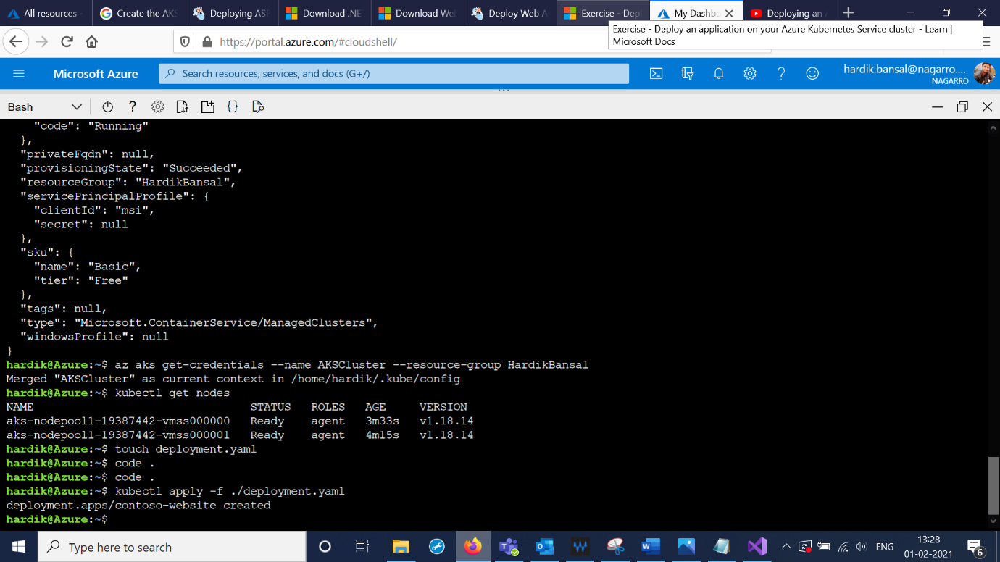 All resources -
Create the AKS
Deploying ASP
Download .NE
Download We
Deploy Web A
Exercise - Depl
My Dashbo
Deploying an A
Exercise - Deploy an application on your Azure Kubernetes Service cluster - Learn |
Microsoft Docs
https://portal.azure.com/#cloudshell/
Microsoft Azure
Search resources, services, and docs (G+/)
hardik.bansal@nagarro....
NAGARRO
Bash
"code": "Running"
},
"privateFqdn": null,
"provisioningState": "Succeeded",
"resourceGroup": "HardikBansal",
"servicePrincipalProfile": {
"clientId": "msi",
"secret": null
},
"sku": {
"name": "Basic",
"tier": "Free"
},
"tags": null,
"type": "Microsoft.ContainerService/ManagedClusters",
"windowsProfile": null
}
hardik@Azure:~$ az aks get-credentials --name AKSCluster --resource-group HardikBansal
Merged "AKSCluster" as current context in /home/hardik/.kube/config
hardik@Azure:~$ kubectl get nodes
NAME STATUS ROLES AGE VERSION
aks-nodepool1-19387442-vmss000000 Ready agent 3m33s v1.18.14
aks-nodepool1-19387442-vmss000001 Ready agent 4m15s v1.18.14
hardik@Azure:~$ touch deployment.yaml
hardik@Azure:~$ code .
hardik@Azure:~$ code .
hardik@Azure:~$ kubectl apply -f ./deployment.yaml
deployment.apps/contoso-website created
hardik@Azure:~$
Type here to search
ENG
13:28
01-02-2021
6